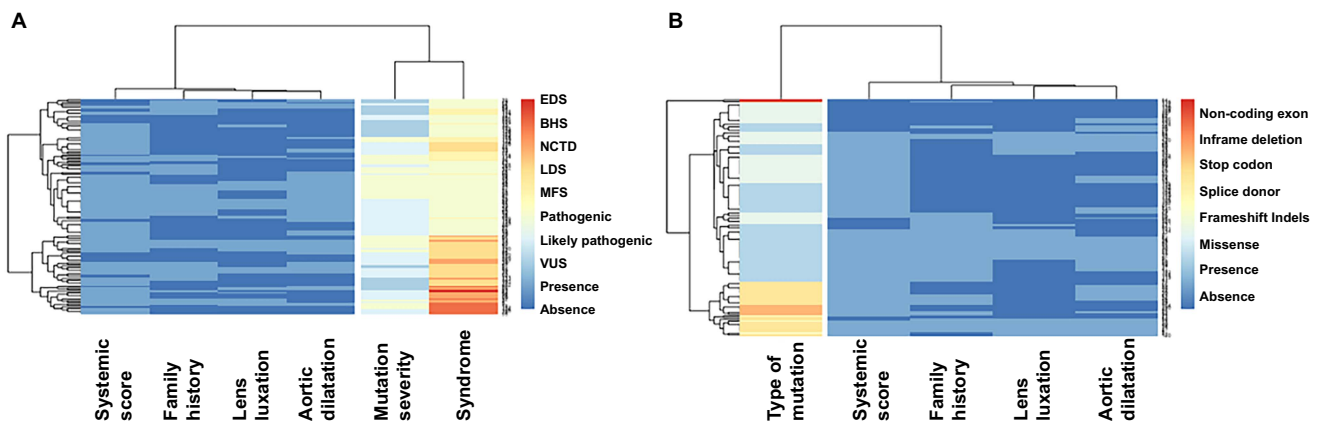 A
EDS
BHS
NCTD
LDS
MFS
Pathogenic
Likely pathogenic
VUS
Presence
Absence
Systemic
score
Family
history
Lens
luxation
Aortic
dilatation
Mutation
severity
Syndrome
B
Non-coding exon
Inframe deletion
Stop codon
Splice donor
Frameshift Indels
Missense
Presence
Absence
Type of
mutation
Systemic
score
Family
history
Lens
luxation
Aortic
dilatation